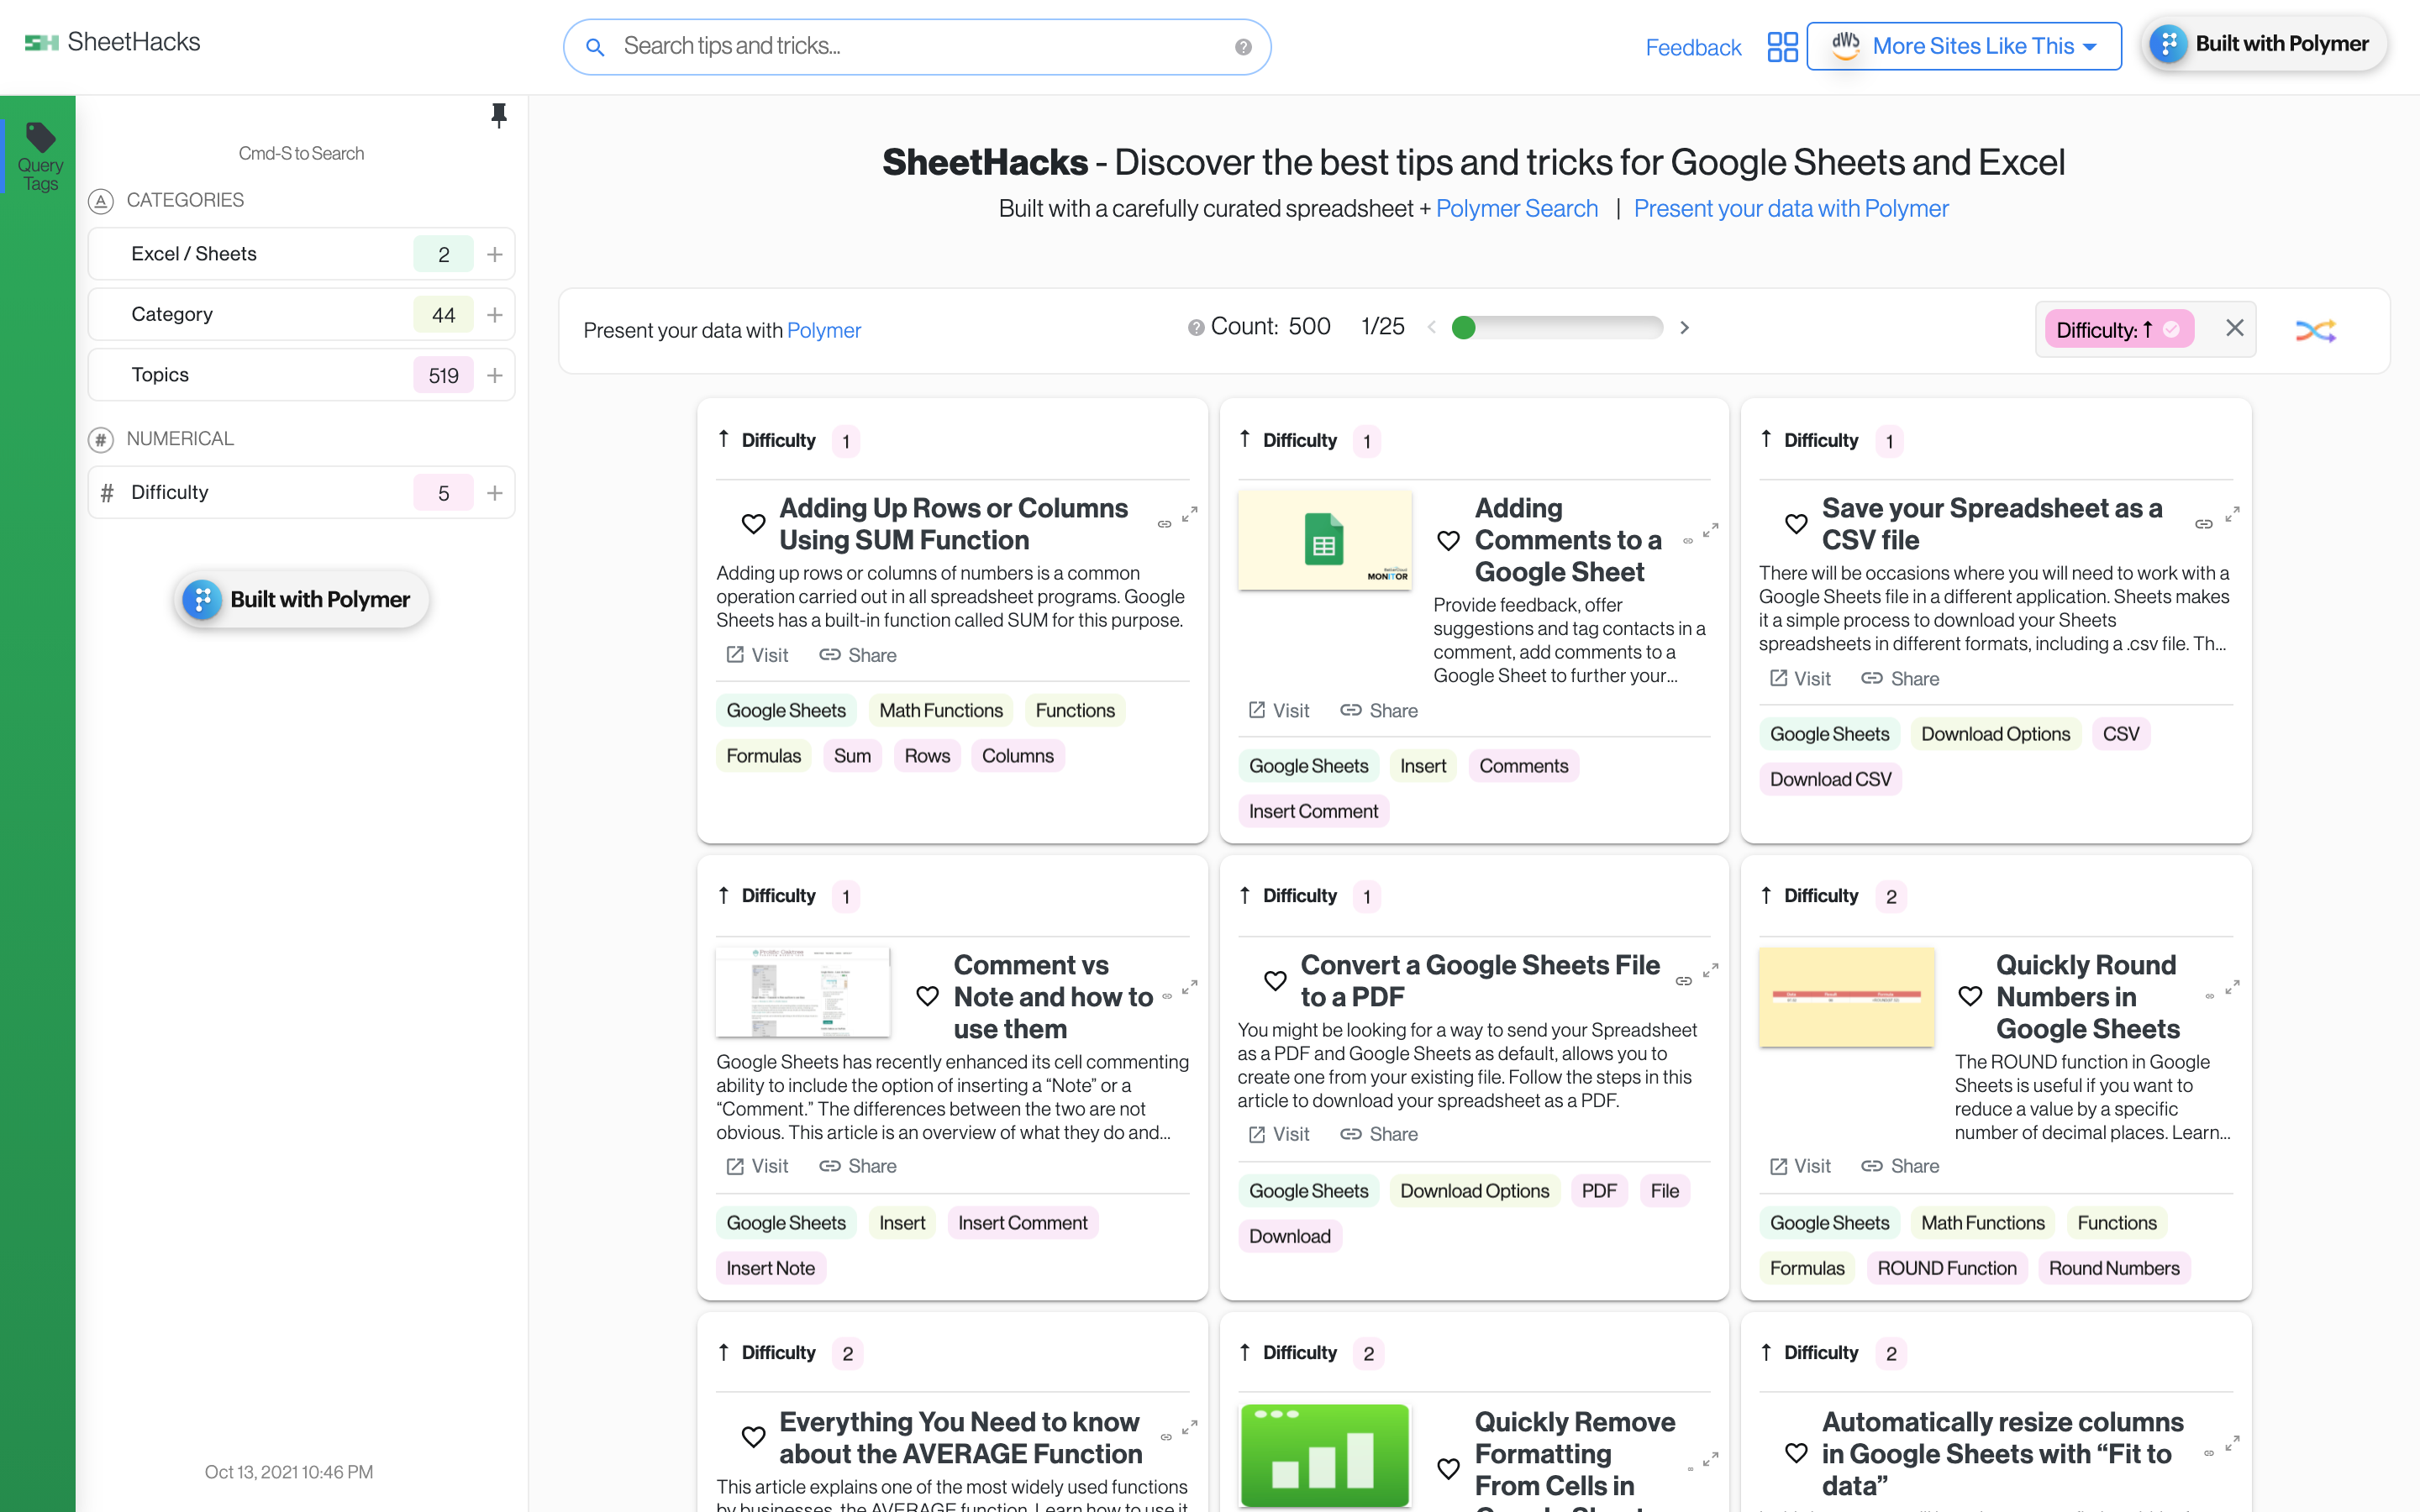 SH SheetHacks
Search tips and tricks...
Feedback
aws More Sites Like This
Built with Polymer
Query
Tags
Cmd-S to Search
CATEGORIES
Excel / Sheets 2
Category 44
Topics 519
# NUMERICAL
# Difficulty 5
Built with Polymer
Oct 13, 2021 10:46 PM
SheetHacks - Discover the best tips and tricks for Google Sheets and Excel
Built with a carefully curated spreadsheet + Polymer Search | Present your data with Polymer
Present your data with Polymer
Count: 500 1/25
Difficulty: ↑
↑ Difficulty 1
Adding Up Rows or Columns
Using SUM Function
Adding up rows or columns of numbers is a common
operation carried out in all spreadsheet programs. Google
Sheets has a built-in function called SUM for this purpose.
Visit Share
Google Sheets Math Functions Functions
Formulas Sum Rows Columns
↑ Difficulty 1
MONITOR
Adding
Comments to a
Google Sheet
Provide feedback, offer
suggestions and tag contacts in a
comment, add comments to a
Google Sheet to further your...
Visit Share
Google Sheets Insert Comments
Insert Comment
↑ Difficulty 1
Save your Spreadsheet as a
CSV file
There will be occasions where you will need to work with a
Google Sheets file in a different application. Sheets makes
it a simple process to download your Sheets
spreadsheets in different formats, including a .csv file. Th...
Visit Share
Google Sheets Download Options CSV
Download CSV
↑ Difficulty 1
Comment vs
Note and how to
use them
Google Sheets has recently enhanced its cell commenting
ability to include the option of inserting a “Note” or a
“Comment.” The differences between the two are not
obvious. This article is an overview of what they do and...
Visit Share
Google Sheets Insert Insert Comment
Insert Note
↑ Difficulty 1
Convert a Google Sheets File
to a PDF
You might be looking for a way to send your Spreadsheet
as a PDF and Google Sheets as default, allows you to
create one from your existing file. Follow the steps in this
article to download your spreadsheet as a PDF.
Visit Share
Google Sheets Download Options PDF File
Download
↑ Difficulty 2
Quickly Round
Numbers in
Google Sheets
The ROUND function in Google
Sheets is useful if you want to
reduce a value by a specific
number of decimal places. Learn...
Visit Share
Google Sheets Math Functions Functions
Formulas ROUND Function Round Numbers
↑ Difficulty 2
Everything You Need to know
about the AVERAGE Function
This article explains one of the most widely used functions
by businesses, the AVERAGE function. Learn how to use it
↑ Difficulty 2
Quickly Remove
Formatting
From Cells in
↑ Difficulty 2
Automatically resize columns
in Google Sheets with “Fit to
data”